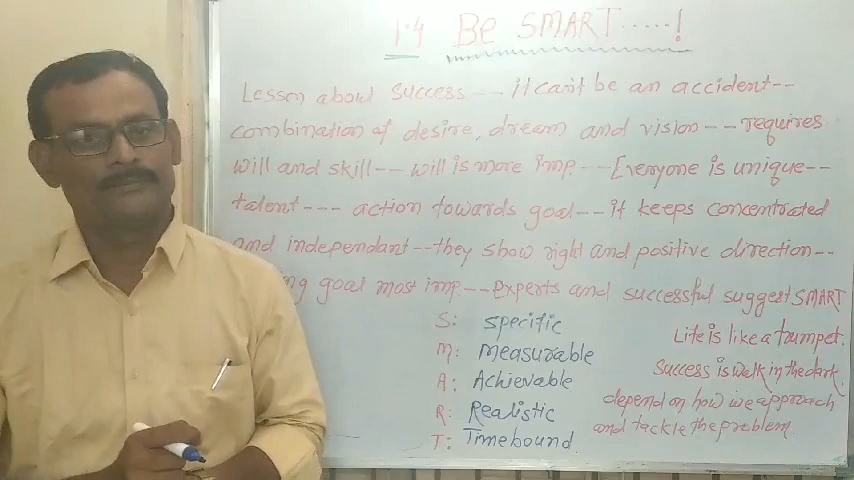 1.4 Be SMART.....!
Lesson about success --- it can't be an accident--
combination of desire, dream and vision -- requires
will and skill -- will is more imp. -- Everyone is unique --
talent --- action towards goal -- it keeps concentrated
and independant -- they show right and positive direction --
goal most imp. -- experts and successful suggest SMART
S: Specific
M: Measurable
A: Achievable
R: Realistic
T: Timebound
Life is like a trumpet.
Success is walk in the dark.
depend on how we approach
and tackle the problem